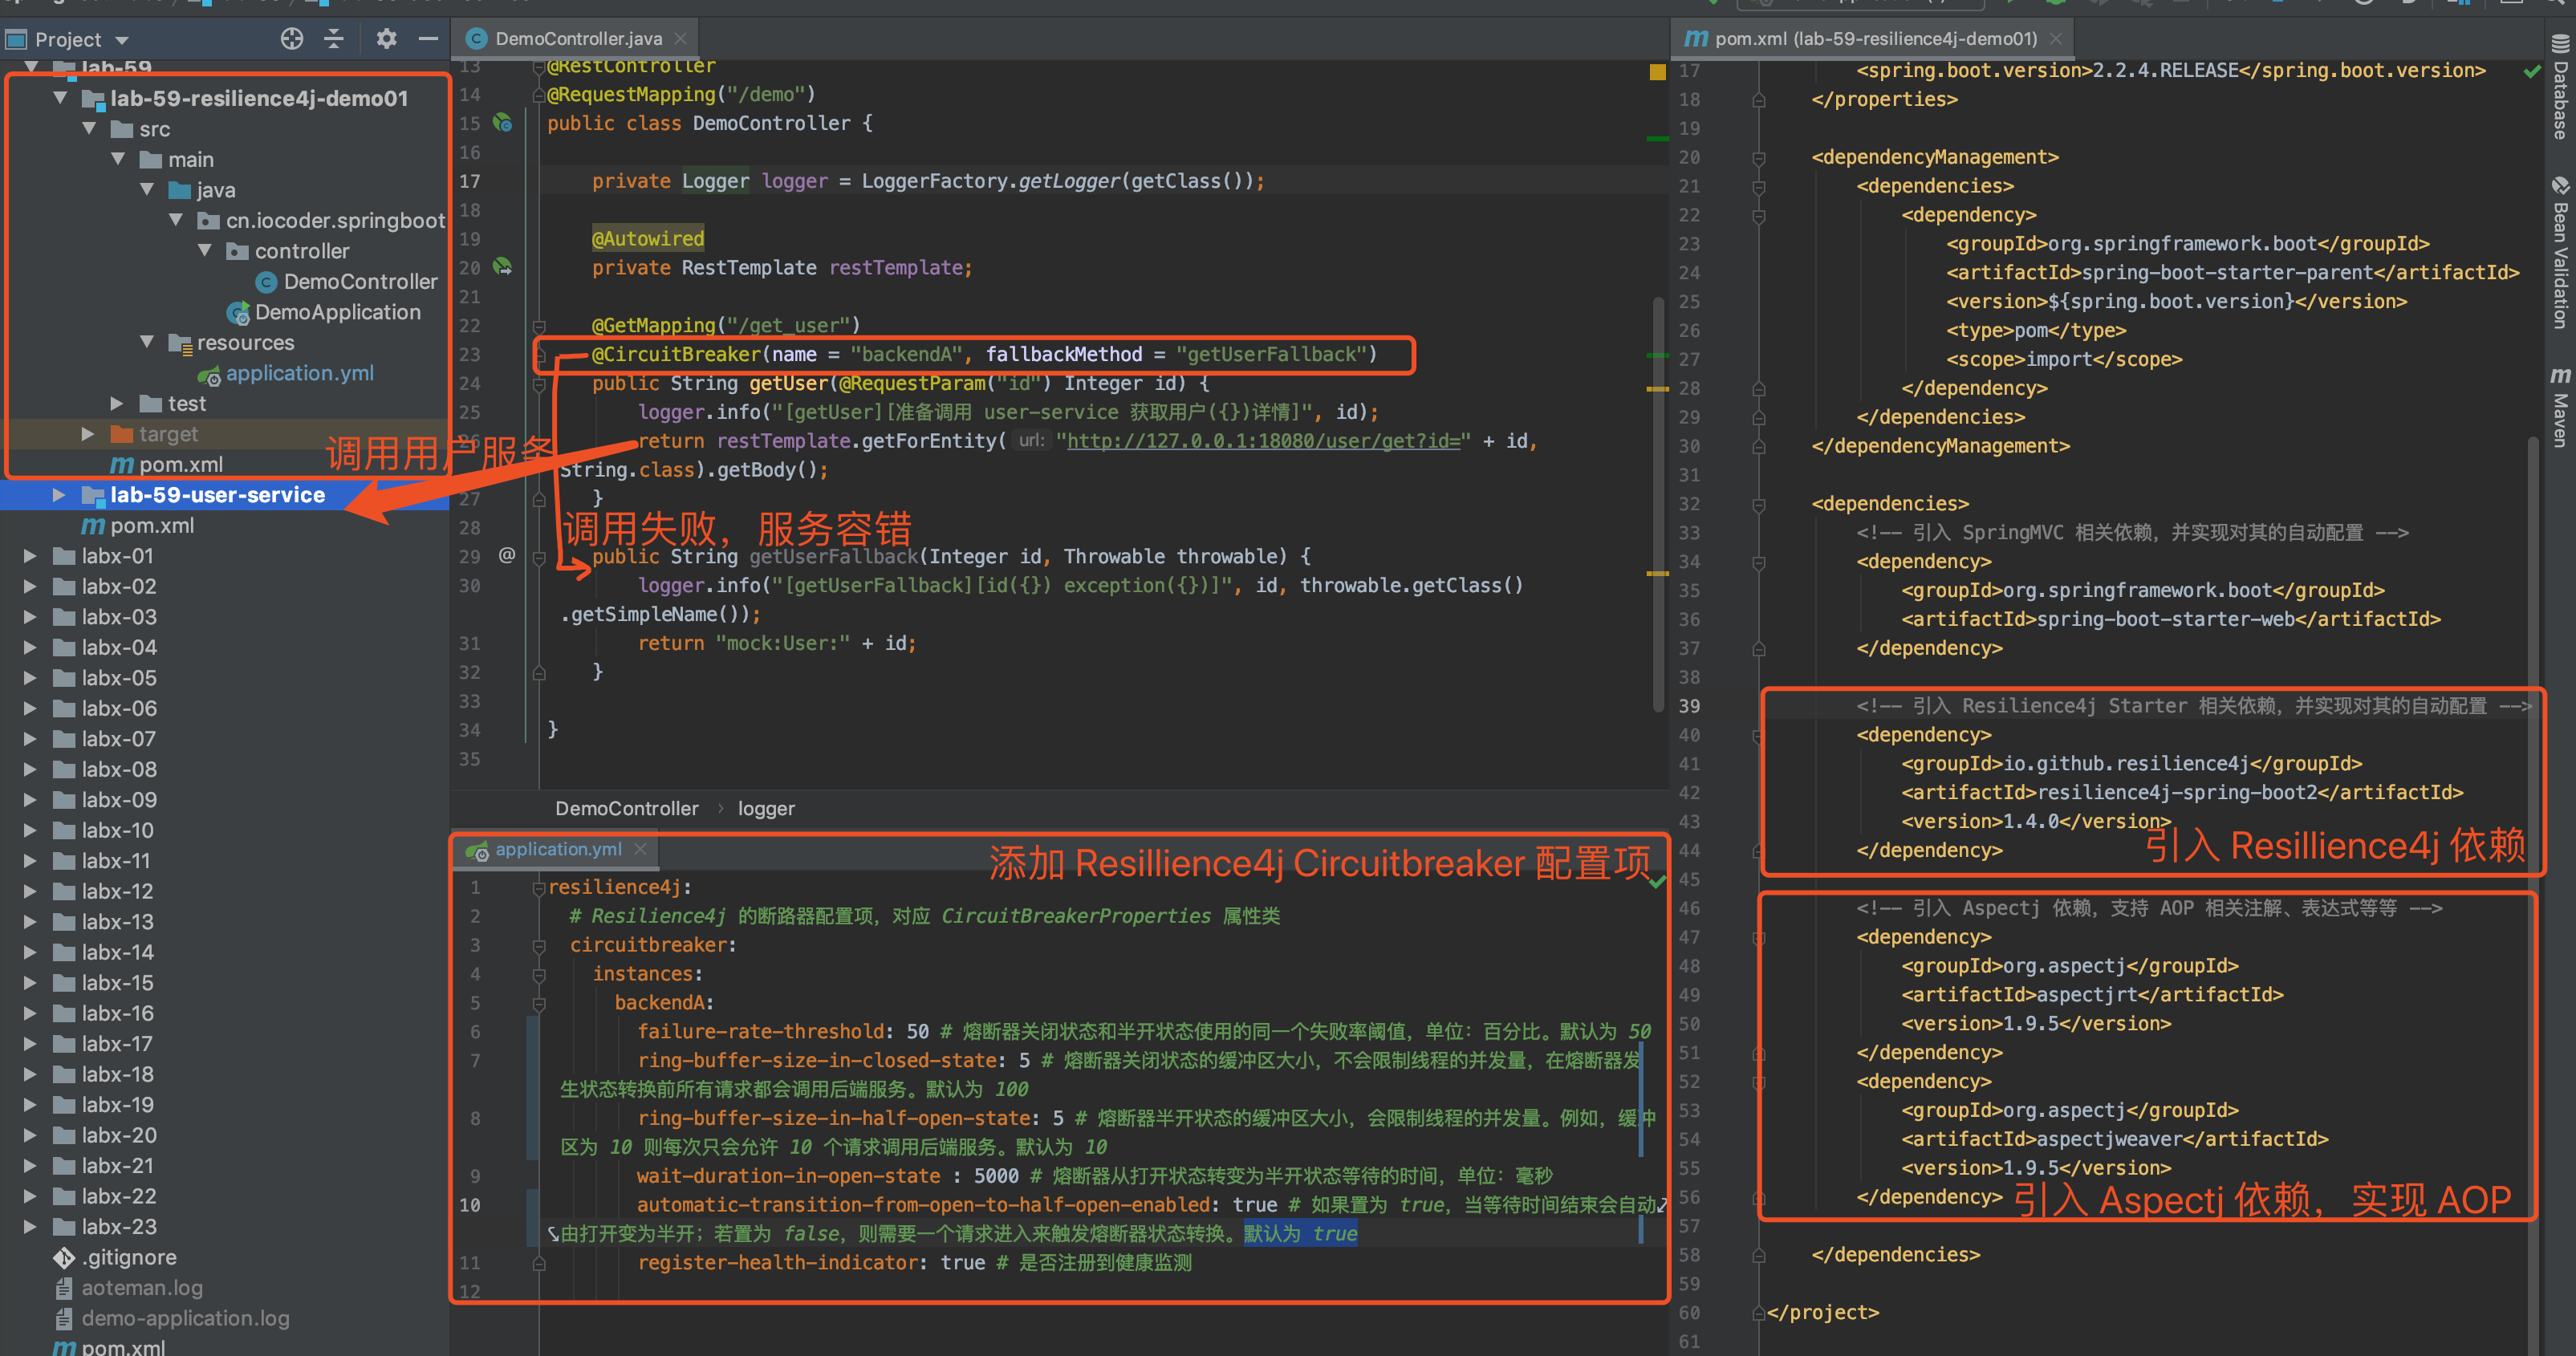 Project
lab-59
lab-59-resilience4j-demo01
src
main
java
cn.iocoder.springboot
controller
DemoController
DemoApplication
resources
application.yml
test
target
pom.xml
lab-59-user-service
pom.xml
labx-01
labx-02
labx-03
labx-04
labx-05
labx-06
labx-07
labx-08
labx-09
labx-10
labx-11
labx-12
labx-13
labx-14
labx-15
labx-16
labx-17
labx-18
labx-19
labx-20
labx-21
labx-22
labx-23
.gitignore
aoteman.log
demo-application.log
pom.xml
调用用户服务
DemoController.java
13 @RestController
14 @RequestMapping("/demo")
15 public class DemoController {
16
17 private Logger logger = LoggerFactory.getLogger(getClass());
18
19 @Autowired
20 private RestTemplate restTemplate;
21
22 @GetMapping("/get_user")
23 @CircuitBreaker(name = "backendA", fallbackMethod = "getUserFallback")
24 public String getUser(@RequestParam("id") Integer id) {
25 logger.info("[getUser][准备调用 user-service 获取用户({})详情]", id);
26 return restTemplate.getForEntity( url: "http://127.0.0.1:18080/user/get?id=" + id,
String.class).getBody();
27 }
28
调用失败，服务容错
29 @ public String getUserFallback(Integer id, Throwable throwable) {
30 logger.info("[getUserFallback][id({}) exception({})]", id, throwable.getClass()
.getSimpleName());
31 return "mock:User:" + id;
32 }
33
34 }
35
DemoController › logger
application.yml
添加 Resillience4j Circuitbreaker 配置项
1 resilience4j:
2 # Resilience4j 的断路器配置项，对应 CircuitBreakerProperties 属性类
3 circuitbreaker:
4 instances:
5 backendA:
6 failure-rate-threshold: 50 # 熔断器关闭状态和半开状态使用的同一个失败率阈值，单位：百分比。默认为 50
7 ring-buffer-size-in-closed-state: 5 # 熔断器关闭状态的缓冲区大小，不会限制线程的并发量，在熔断器发
生状态转换前所有请求都会调用后端服务。默认为 100
8 ring-buffer-size-in-half-open-state: 5 # 熔断器半开状态的缓冲区大小，会限制线程的并发量。例如，缓冲
区为 10 则每次只会允许 10 个请求调用后端服务。默认为 10
9 wait-duration-in-open-state : 5000 # 熔断器从打开状态转变为半开状态等待的时间，单位：毫秒
10 automatic-transition-from-open-to-half-open-enabled: true # 如果置为 true，当等待时间结束会自动
由打开变为半开；若置为 false，则需要一个请求进入来触发熔断器状态转换。默认为 true
11 register-health-indicator: true # 是否注册到健康监测
12
pom.xml (lab-59-resilience4j-demo01)
17 <spring.boot.version>2.2.4.RELEASE</spring.boot.version>
18 </properties>
19
20 <dependencyManagement>
21 <dependencies>
22 <dependency>
23 <groupId>org.springframework.boot</groupId>
24 <artifactId>spring-boot-starter-parent</artifactId>
25 <version>${spring.boot.version}</version>
26 <type>pom</type>
27 <scope>import</scope>
28 </dependency>
29 </dependencies>
30 </dependencyManagement>
31
32 <dependencies>
33 <!-- 引入 SpringMVC 相关依赖，并实现对其的自动配置 -->
34 <dependency>
35 <groupId>org.springframework.boot</groupId>
36 <artifactId>spring-boot-starter-web</artifactId>
37 </dependency>
38
39 <!-- 引入 Resilience4j Starter 相关依赖，并实现对其的自动配置 -->
40 <dependency>
41 <groupId>io.github.resilience4j</groupId>
42 <artifactId>resilience4j-spring-boot2</artifactId>
43 <version>1.4.0</version>
44 </dependency>
引入 Resillience4j 依赖
45
46 <!-- 引入 Aspectj 依赖，支持 AOP 相关注解、表达式等等 -->
47 <dependency>
48 <groupId>org.aspectj</groupId>
49 <artifactId>aspectjrt</artifactId>
50 <version>1.9.5</version>
51 </dependency>
52 <dependency>
53 <groupId>org.aspectj</groupId>
54 <artifactId>aspectjweaver</artifactId>
55 <version>1.9.5</version>
56 </dependency>
引入 Aspectj 依赖，实现 AOP
57
58 </dependencies>
59
60 </project>
61
Database
Bean Validation
Maven